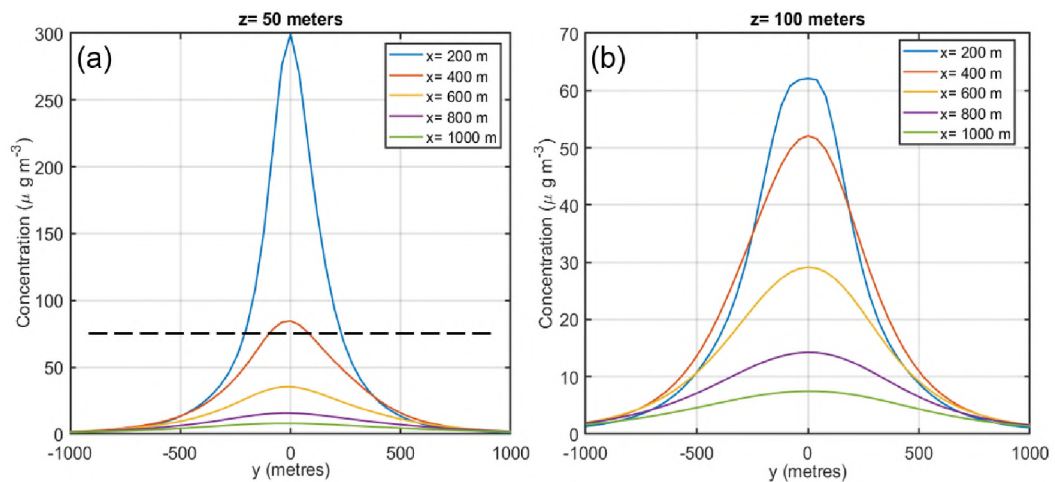 z= 50 meters
(a)
Concentration (μ g m-3)
300
250
200
150
100
50
0
x= 200 m
x= 400 m
x= 600 m
x= 800 m
x= 1000 m
-1000
-500
0
500
1000
y (metres)
z= 100 meters
(b)
Concentration (μ g m-3)
70
60
50
40
30
20
10
0
x= 200 m
x= 400 m
x= 600 m
x= 800 m
x= 1000 m
-1000
-500
0
500
1000
y (metres)